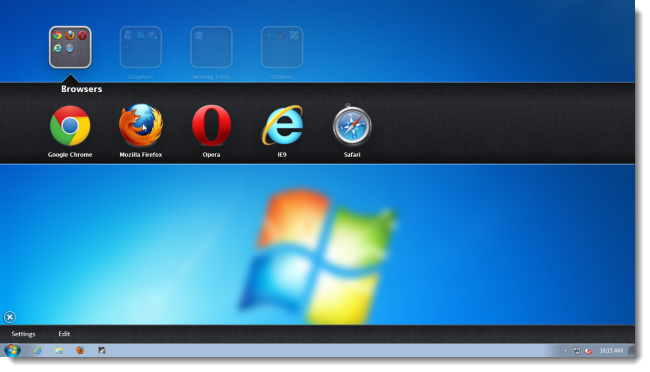 Graphics
Writing Tools
Utilities
Browsers
Google Chrome
Mozilla Firefox
Opera
IE9
Safari
Settings
Edit
10:15 AM